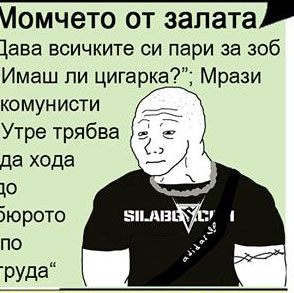 Момчето от залата
Дава всичките си пари за зоб
„Имаш ли цигарка?”; Мрази
комунисти
„Утре трябва
да хода
до
бюрото
по
труда“
adidas